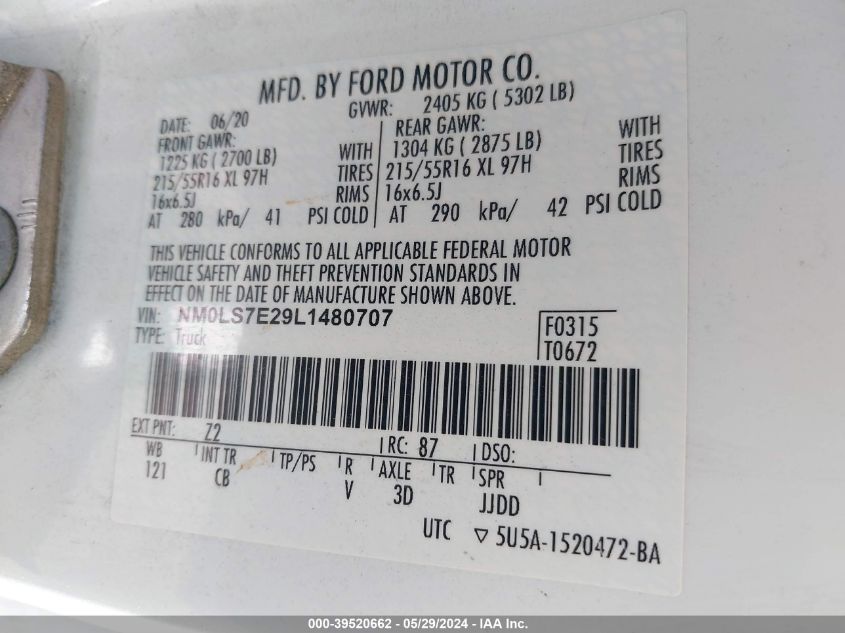 MFD. BY FORD MOTOR CO.
DATE: 06/20 GVWR: 2405 KG ( 5302 LB)
FRONT GAWR: REAR GAWR:
1225 KG ( 2700 LB) WITH 1304 KG ( 2875 LB) WITH
215/55R16 XL 97H TIRES 215/55R16 XL 97H TIRES
16x6.5J RIMS 16x6.5J RIMS
AT 280 kPa/ 41 PSI COLD AT 290 kPa/ 42 PSI COLD
THIS VEHICLE CONFORMS TO ALL APPLICABLE FEDERAL MOTOR
VEHICLE SAFETY AND THEFT PREVENTION STANDARDS IN
EFFECT ON THE DATE OF MANUFACTURE SHOWN ABOVE.
VIN: NM0LS7E29L1480707 F0315
TYPE: Truck T0672
EXT PNT: Z2 RC: 87 DSO:
WB INT TR TP/PS R AXLE TR SPR
121 CB V 3D JJDD
UTC ▽ 5U5A-1520472-BA
000-39520662 - 05/29/2024 - IAA Inc.